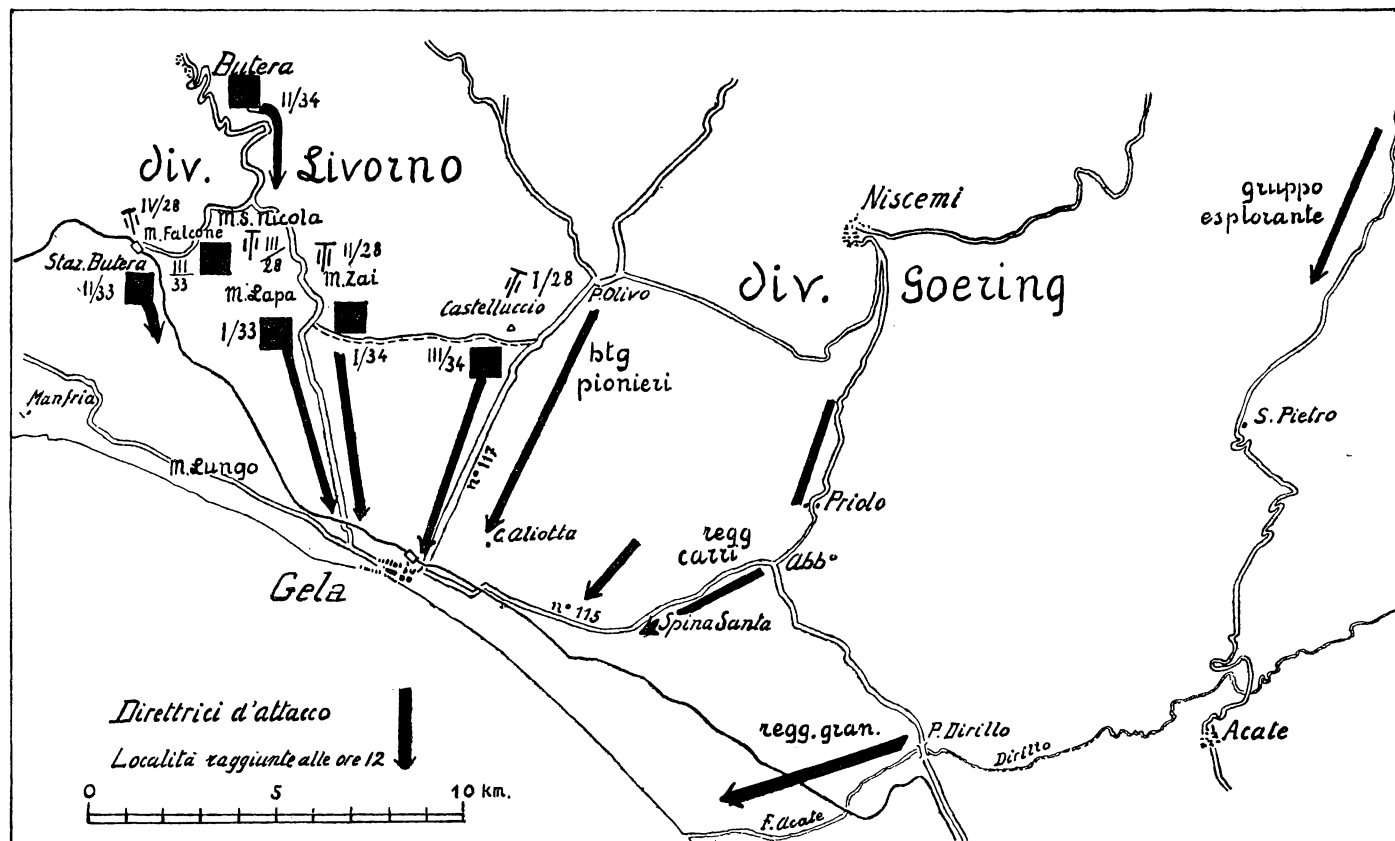 Butera
II/34
div. Livorno
IV/28
M. Falcone
M.S. Nicola
III
33
III
28
II/28
M. Zai
Staz. Butera
II/33
M. Lapa
I/33
I/34
Castelluccio
I/28
III/34
P. Olivo
btg
pionieri
Niscemi
div. Goering
gruppo
esplorante
S. Pietro
Manfria
M. Lungo
n° 117
C. Aliotta
Priolo
regg
carri
Abb°
Gela
n° 115
Spina Santa
regg. gran.
P. Dirillo
Dirillo
Acate
F. Acate
Direttrici d'attacco
Località raggiunte alle ore 12
0 5 10 km.